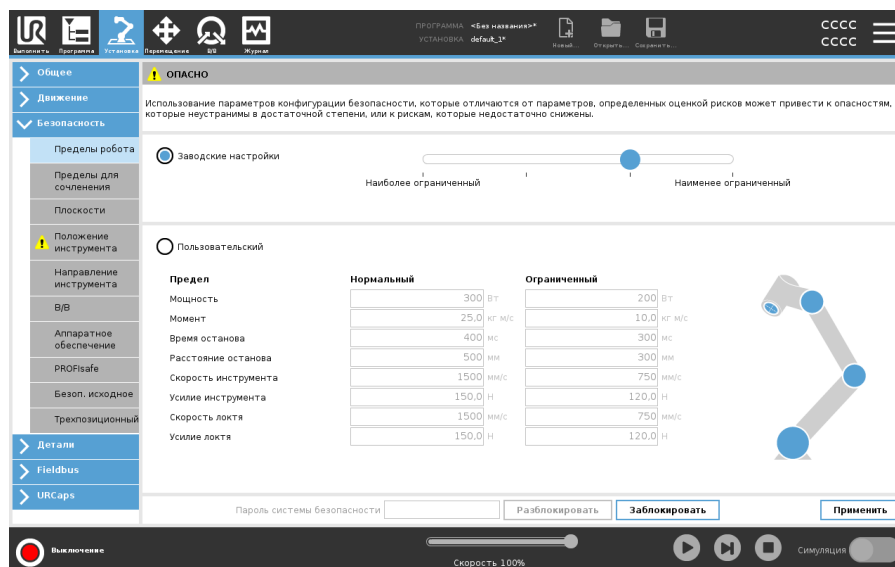 ПРОГРАММА <Без названия>*
УСТАНОВКА default_1*
Выполнить Программа Установка Перемещение В/В Журнал
Новый... Открыть... Сохранить...
CCCC
CCCC
Общее
Движение
Безопасность
Пределы робота
Пределы для
сочленения
Плоскости
Положение
инструмента
Направление
инструмента
В/В
Аппаратное
обеспечение
PROFIsafe
Безоп. исходное
Трехпозиционный
Детали
Fieldbus
URCaps
ОПАСНО
Использование параметров конфигурации безопасности, которые отличаются от параметров, определенных оценкой рисков может привести к опасностям,
которые неустранимы в достаточной степени, или к рискам, которые недостаточно снижены.
Заводские настройки
Наиболее ограниченный Наименее ограниченный
Пользовательский
Предел Нормальный Ограниченный
Мощность 300 Вт 200 Вт
Момент 25,0 кг м/с 10,0 кг м/с
Время останова 400 мс 300 мс
Расстояние останова 500 мм 300 мм
Скорость инструмента 1500 мм/с 750 мм/с
Усилие инструмента 150,0 Н 120,0 Н
Скорость локтя 1500 мм/с 750 мм/с
Усилие локтя 150,0 Н 120,0 Н
Пароль системы безопасности Разблокировать Заблокировать Применить
Выключение
Скорость 100%
Симуляция